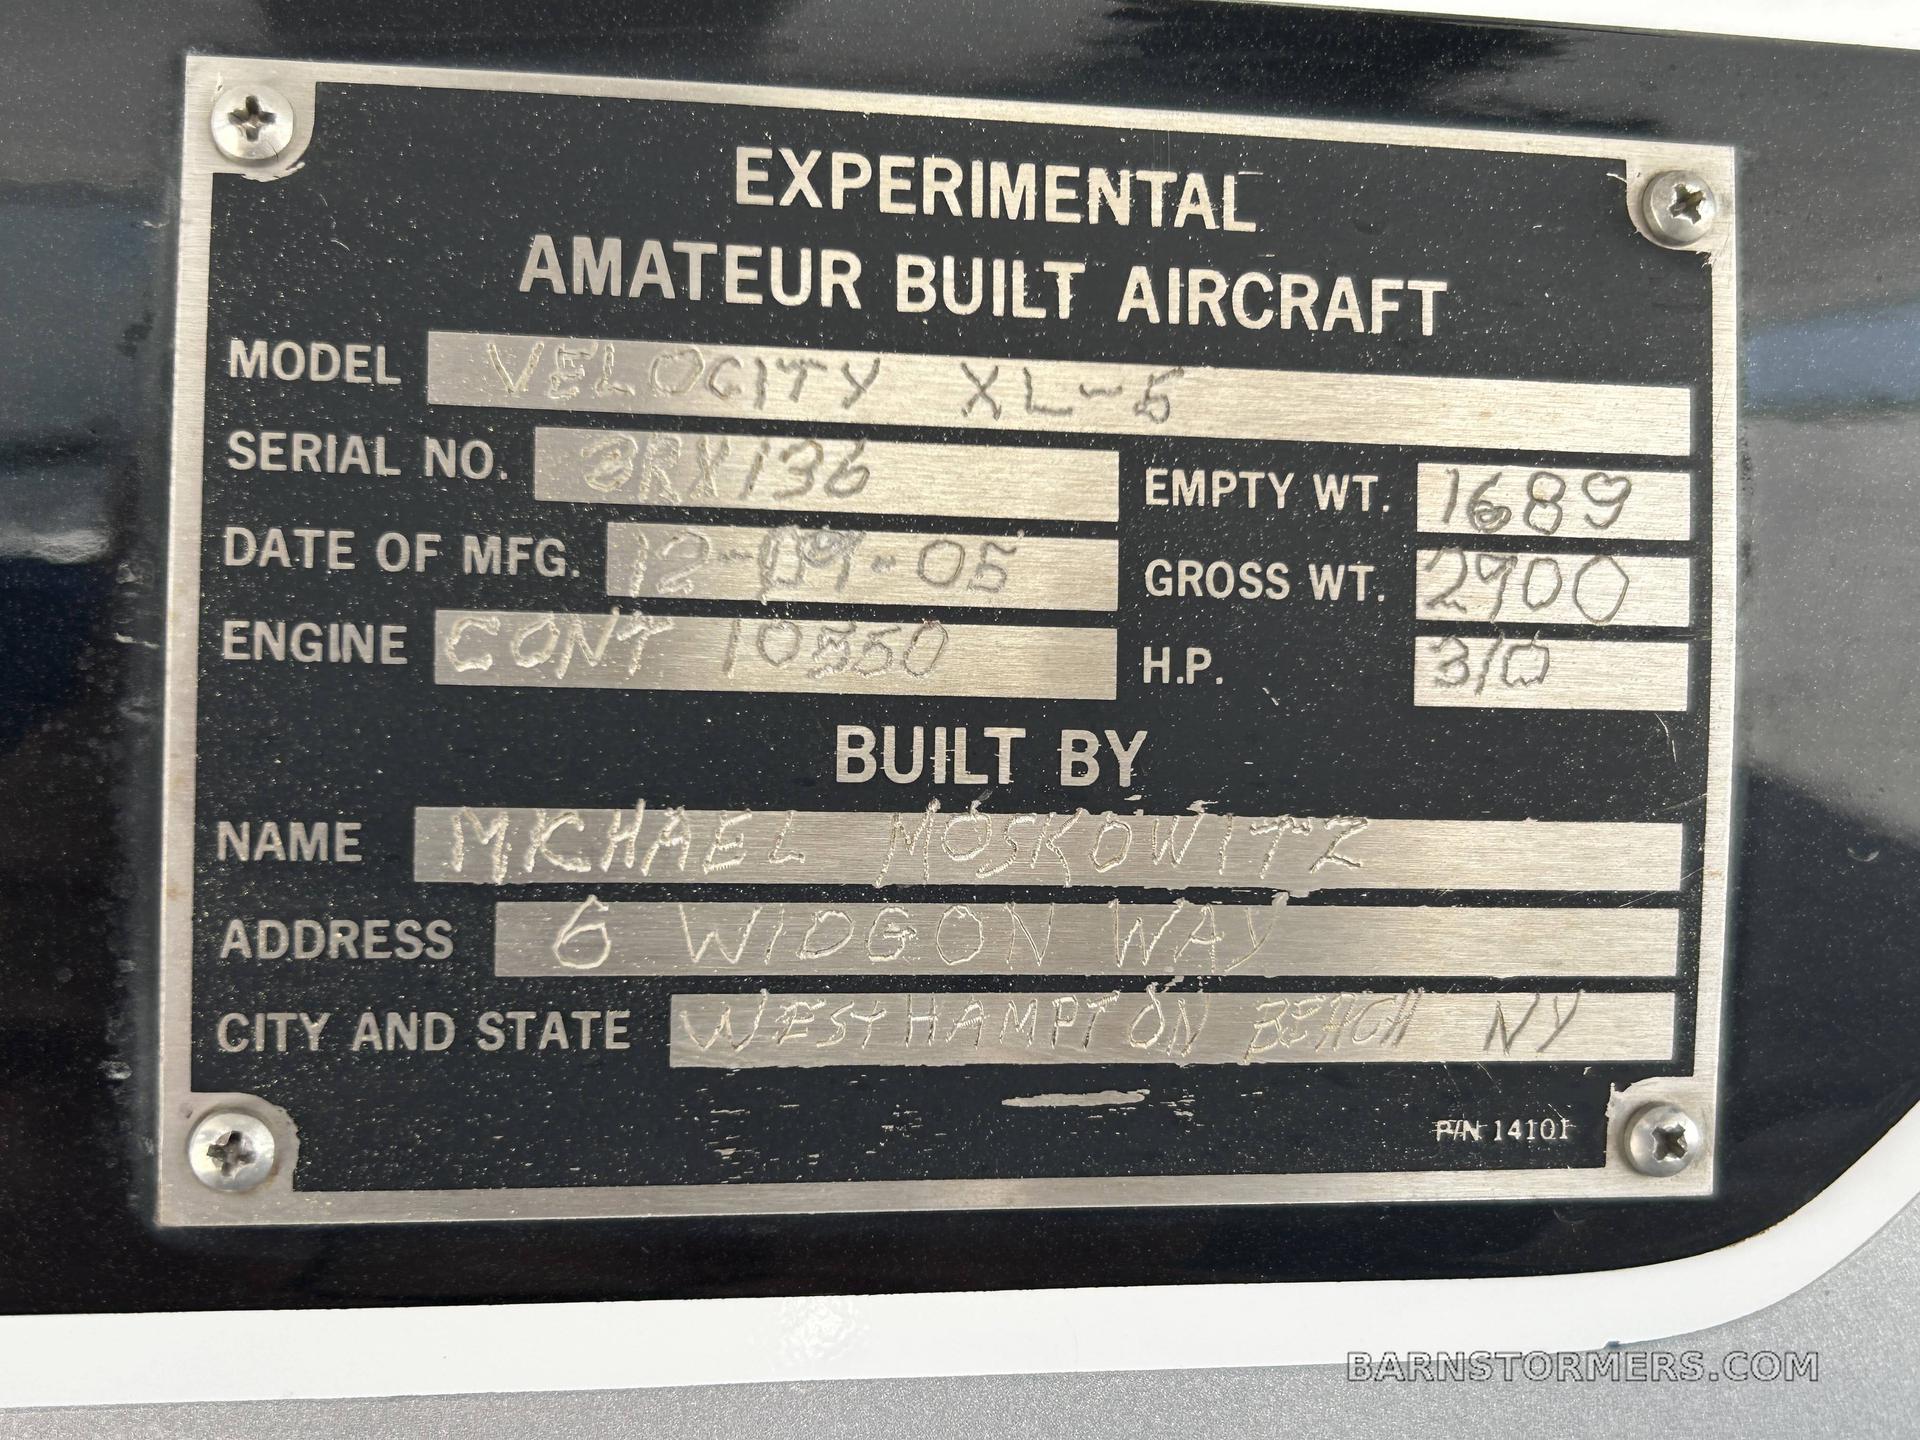 EXPERIMENTAL
AMATEUR BUILT AIRCRAFT
MODEL VELOCITY XL-5
SERIAL NO. 3RX136
EMPTY WT. 1689
DATE OF MFG. 12-09-05
GROSS WT. 2900
ENGINE CONT IO550
H.P. 310
BUILT BY
NAME MICHAEL MOSKOWITZ
ADDRESS 6 WIDGON WAY
CITY AND STATE WESTHAMPTON BEACH NY
P/N 14101
BARNSTORMERS.COM